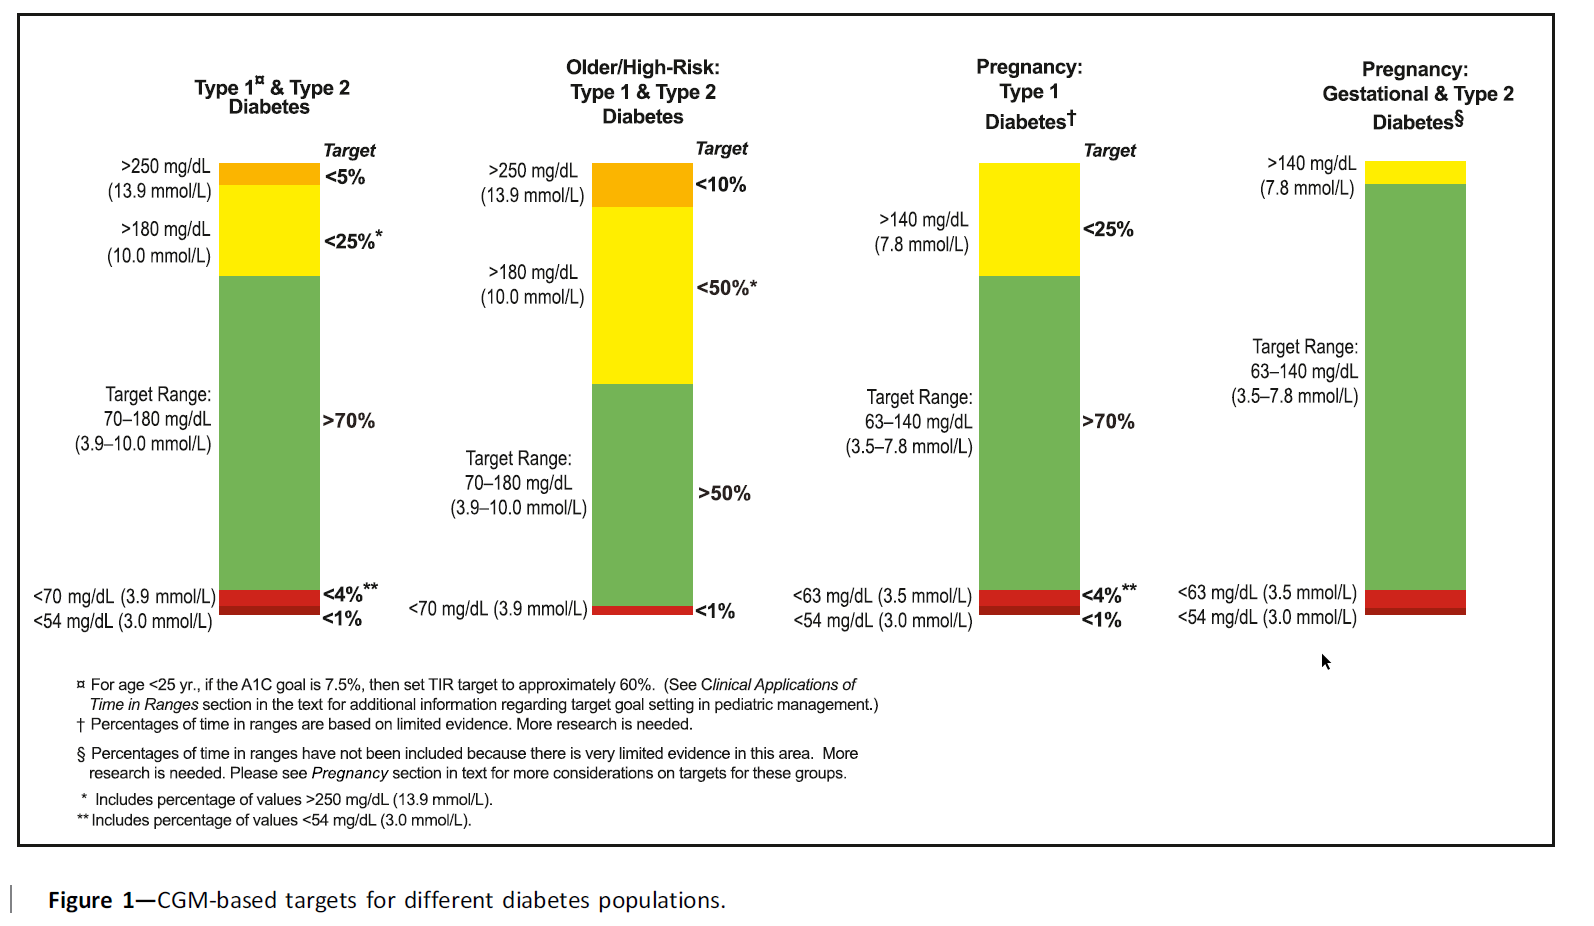 Type 1¤ & Type 2
Diabetes
Target
>250 mg/dL
(13.9 mmol/L)
<5%
>180 mg/dL
(10.0 mmol/L)
<25%*
Target Range:
70–180 mg/dL
(3.9–10.0 mmol/L)
>70%
<70 mg/dL (3.9 mmol/L)
<4%**
<54 mg/dL (3.0 mmol/L)
<1%
Older/High-Risk:
Type 1 & Type 2
Diabetes
Target
>250 mg/dL
(13.9 mmol/L)
<10%
>180 mg/dL
(10.0 mmol/L)
<50%*
Target Range:
70–180 mg/dL
(3.9–10.0 mmol/L)
>50%
<70 mg/dL (3.9 mmol/L)
<1%
Pregnancy:
Type 1
Diabetes†
Target
>140 mg/dL
(7.8 mmol/L)
<25%
Target Range:
63–140 mg/dL
(3.5–7.8 mmol/L)
>70%
<63 mg/dL (3.5 mmol/L)
<4%**
<54 mg/dL (3.0 mmol/L)
<1%
Pregnancy:
Gestational & Type 2
Diabetes§
>140 mg/dL
(7.8 mmol/L)
Target Range:
63–140 mg/dL
(3.5–7.8 mmol/L)
<63 mg/dL (3.5 mmol/L)
<54 mg/dL (3.0 mmol/L)
¤ For age <25 yr., if the A1C goal is 7.5%, then set TIR target to approximately 60%. (See Clinical Applications of
Time in Ranges section in the text for additional information regarding target goal setting in pediatric management.)
† Percentages of time in ranges are based on limited evidence. More research is needed.
§ Percentages of time in ranges have not been included because there is very limited evidence in this area. More
research is needed. Please see Pregnancy section in text for more considerations on targets for these groups.
* Includes percentage of values >250 mg/dL (13.9 mmol/L).
** Includes percentage of values <54 mg/dL (3.0 mmol/L).
Figure 1—CGM-based targets for different diabetes populations.